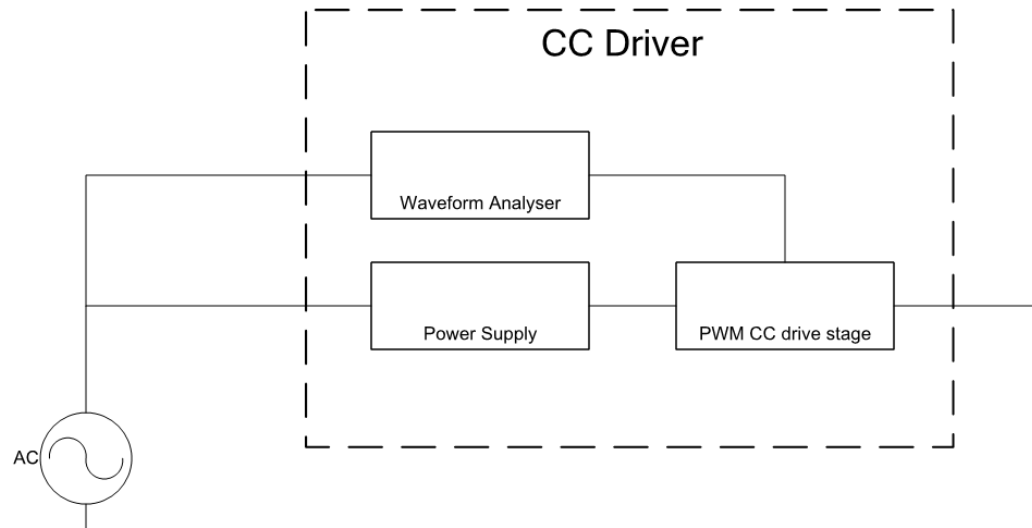 CC Driver
Waveform Analyser
Power Supply
PWM CC drive stage
AC